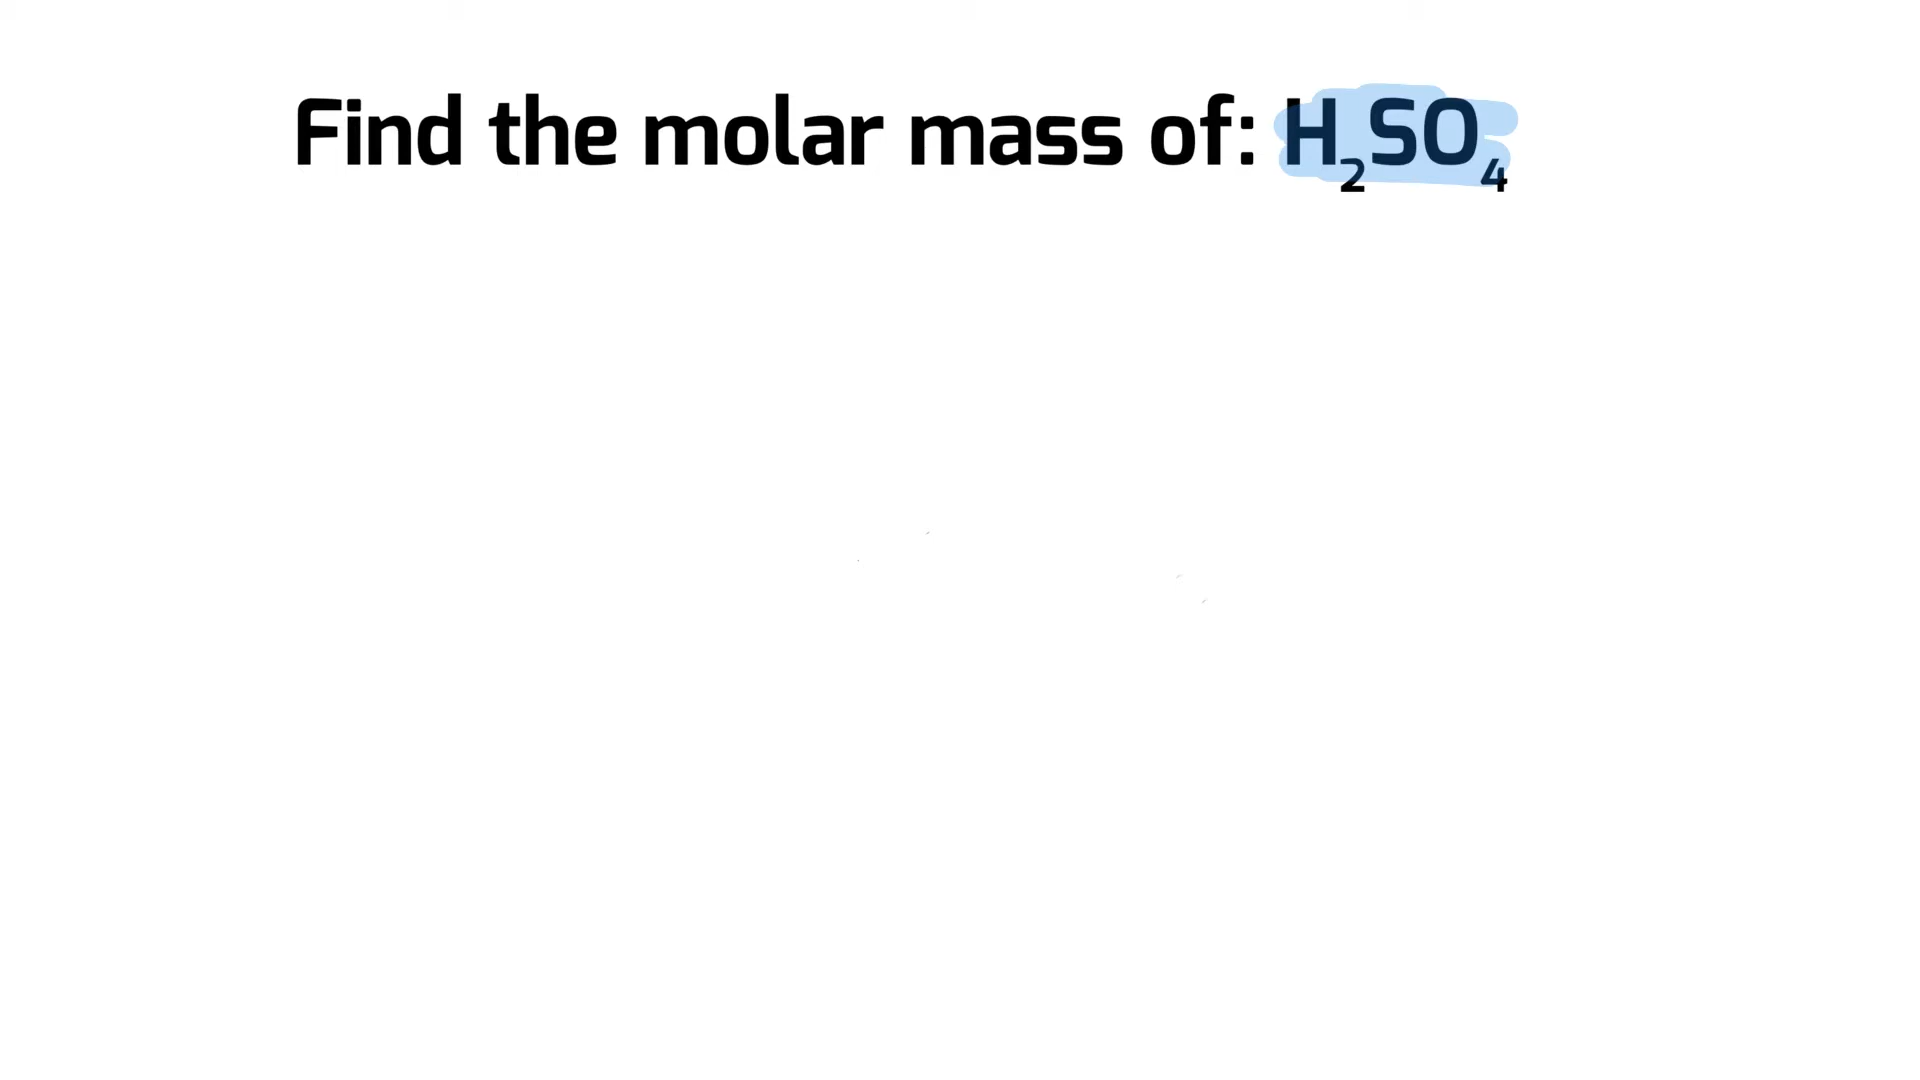 Find the molar mass of: H₂SO₄